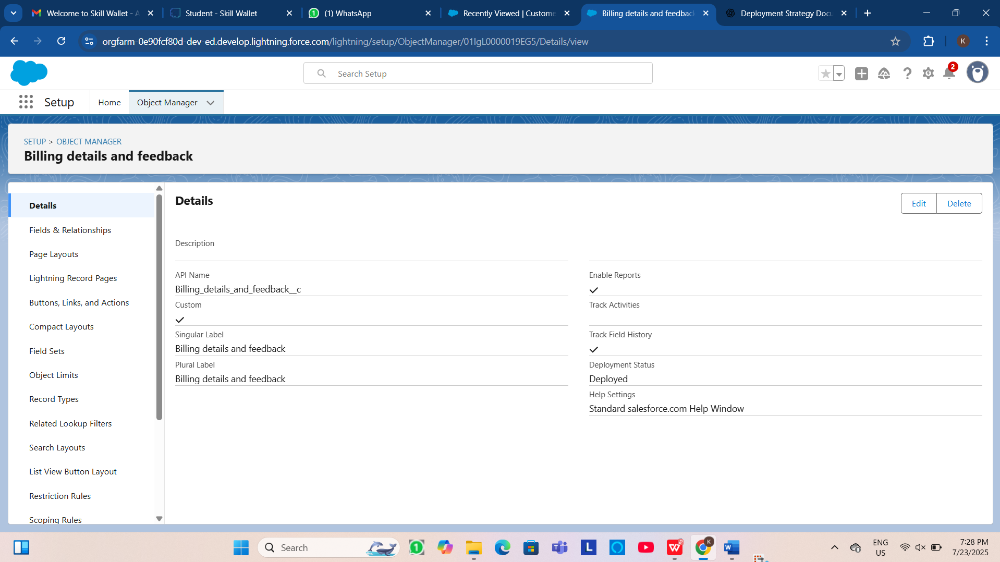 Welcome to Skill Wallet - A
Student - Skill Wallet
(1) WhatsApp
Recently Viewed | Custome
Billing details and feedback
Deployment Strategy Docu
orgfarm-0e90fcf80d-dev-ed.develop.lightning.force.com/lightning/setup/ObjectManager/01IgL0000019EG5/Details/view
K
Search Setup
2
Setup
Home
Object Manager
SETUP > OBJECT MANAGER
Billing details and feedback
Details
Fields & Relationships
Page Layouts
Lightning Record Pages
Buttons, Links, and Actions
Compact Layouts
Field Sets
Object Limits
Record Types
Related Lookup Filters
Search Layouts
List View Button Layout
Restriction Rules
Scoping Rules
Details
Edit
Delete
Description
API Name
Billing_details_and_feedback__c
Custom
Singular Label
Billing details and feedback
Plural Label
Billing details and feedback
Enable Reports
Track Activities
Track Field History
Deployment Status
Deployed
Help Settings
Standard salesforce.com Help Window
Search
ENG
US
7:28 PM
7/23/2025